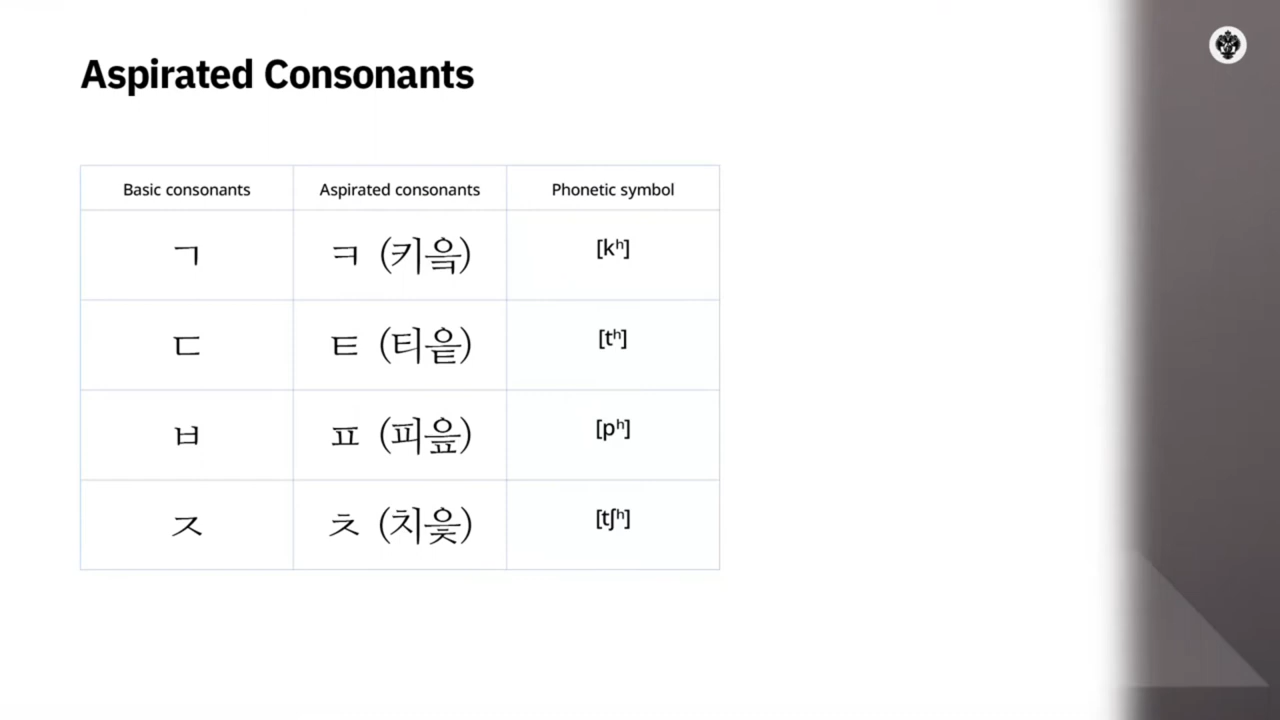 Aspirated Consonants
Basic consonants Aspirated consonants Phonetic symbol
ㄱ ㅋ (키읔) [kʰ]
ㄷ ㅌ (티읕) [tʰ]
ㅂ ㅍ (피읖) [pʰ]
ㅈ ㅊ (치읓) [tʃʰ]